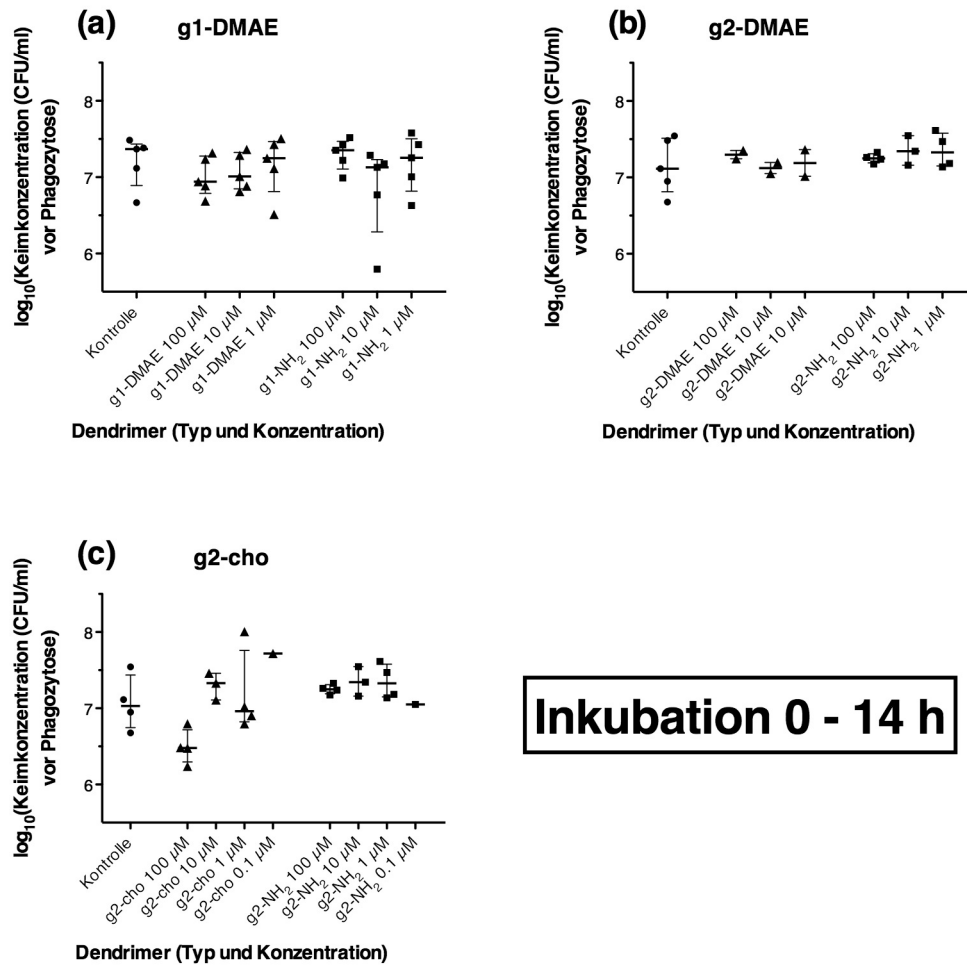 (a)
g1-DMAE
log₁₀(Keimkonzentration (CFU/ml)
vor Phagozytose)
8
7
6
Kontrolle
g1-DMAE 100 µM
g1-DMAE 10 µM
g1-DMAE 1 µM
g1-NH₂ 100 µM
g1-NH₂ 10 µM
g1-NH₂ 1 µM
Dendrimer (Typ und Konzentration)
(b)
g2-DMAE
log₁₀(Keimkonzentration (CFU/ml)
vor Phagozytose)
8
7
6
Kontrolle
g2-DMAE 100 µM
g2-DMAE 10 µM
g2-DMAE 10 µM
g2-NH₂ 100 µM
g2-NH₂ 10 µM
g2-NH₂ 1 µM
Dendrimer (Typ und Konzentration)
(c)
g2-cho
log₁₀(Keimkonzentration (CFU/ml)
vor Phagozytose)
8
7
6
Kontrolle
g2-cho 100 µM
g2-cho 10 µM
g2-cho 1 µM
g2-cho 0.1 µM
g2-NH₂ 100 µM
g2-NH₂ 10 µM
g2-NH₂ 1 µM
g2-NH₂ 0.1 µM
Dendrimer (Typ und Konzentration)
Inkubation 0 - 14 h